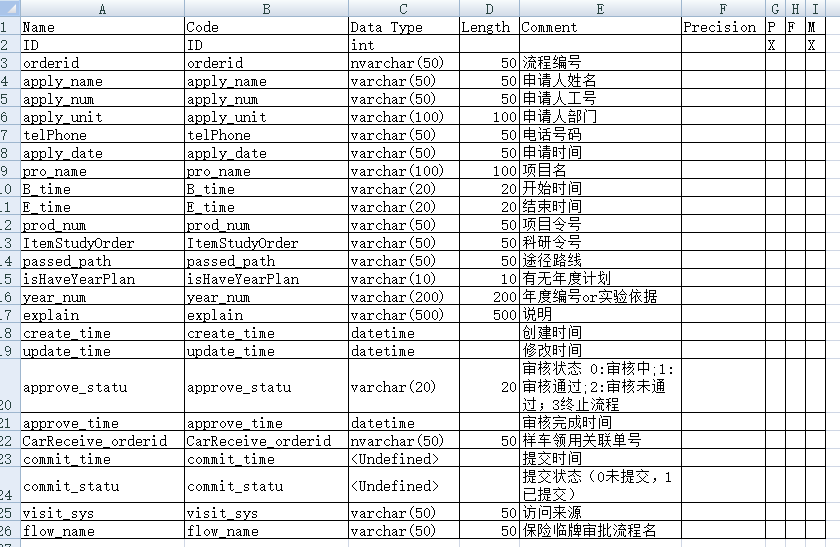 A B C D E F G H I
1 Name Code Data Type Length Comment Precision P F M
2 ID ID int X X
3 orderid orderid nvarchar(50) 50 流程编号
4 apply_name apply_name varchar(50) 50 申请人姓名
5 apply_num apply_num varchar(50) 50 申请人工号
6 apply_unit apply_unit varchar(100) 100 申请人部门
7 telPhone telPhone varchar(50) 50 电话号码
8 apply_date apply_date varchar(50) 50 申请时间
9 pro_name pro_name varchar(100) 100 项目名
10 B_time B_time varchar(20) 20 开始时间
11 E_time E_time varchar(20) 20 结束时间
12 prod_num prod_num varchar(50) 50 项目令号
13 ItemStudyOrder ItemStudyOrder varchar(50) 50 科研令号
14 passed_path passed_path varchar(50) 50 途径路线
15 isHaveYearPlan isHaveYearPlan varchar(10) 10 有无年度计划
16 year_num year_num varchar(200) 200 年度编号or实验依据
17 explain explain varchar(500) 500 说明
18 create_time create_time datetime 创建时间
19 update_time update_time datetime 修改时间
审核状态 0:审核中;1:
20 approve_statu approve_statu varchar(20) 20 审核通过;2:审核未通
过；3终止流程
21 approve_time approve_time datetime 审核完成时间
22 CarReceive_orderid CarReceive_orderid nvarchar(50) 50 样车领用关联单号
23 commit_time commit_time <Undefined> 提交时间
24 commit_statu commit_statu <Undefined> 提交状态（0未提交，1
已提交）
25 visit_sys visit_sys varchar(50) 50 访问来源
26 flow_name flow_name varchar(50) 50 保险临牌审批流程名